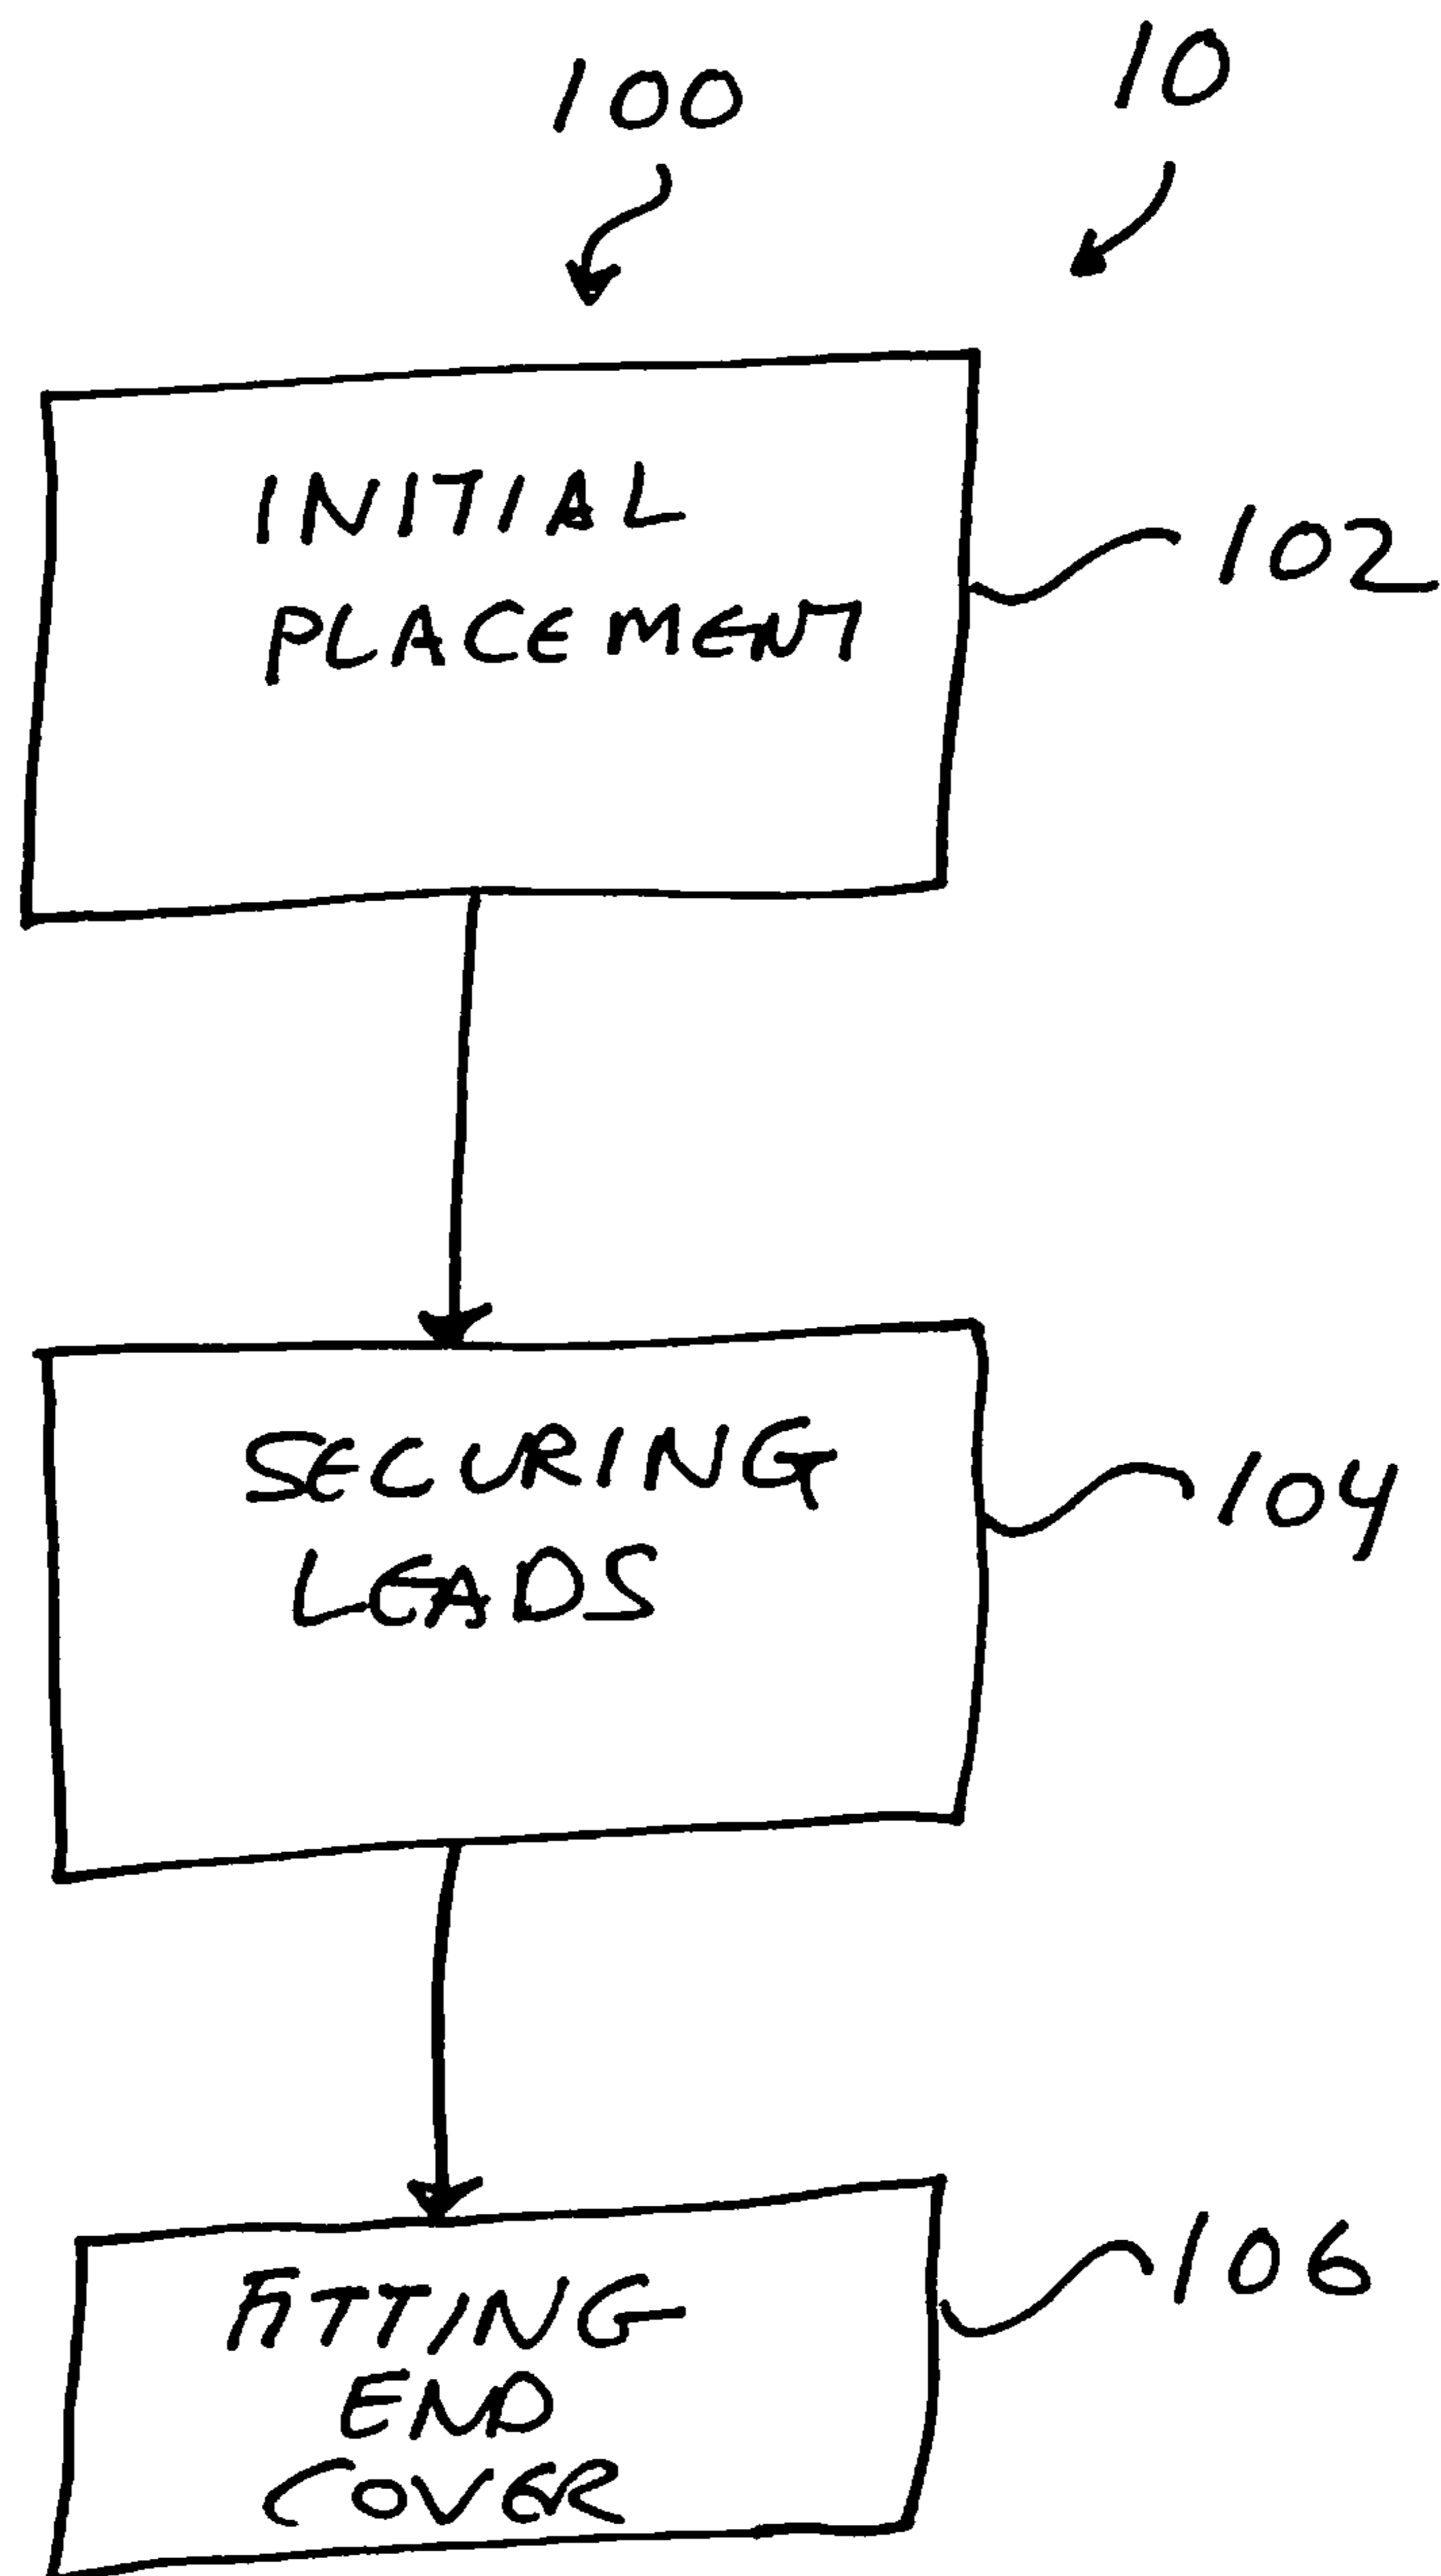 100
10
INITIAL
PLACEMENT
102
SECURING
LEADS
104
FITTING
END
COVER
106